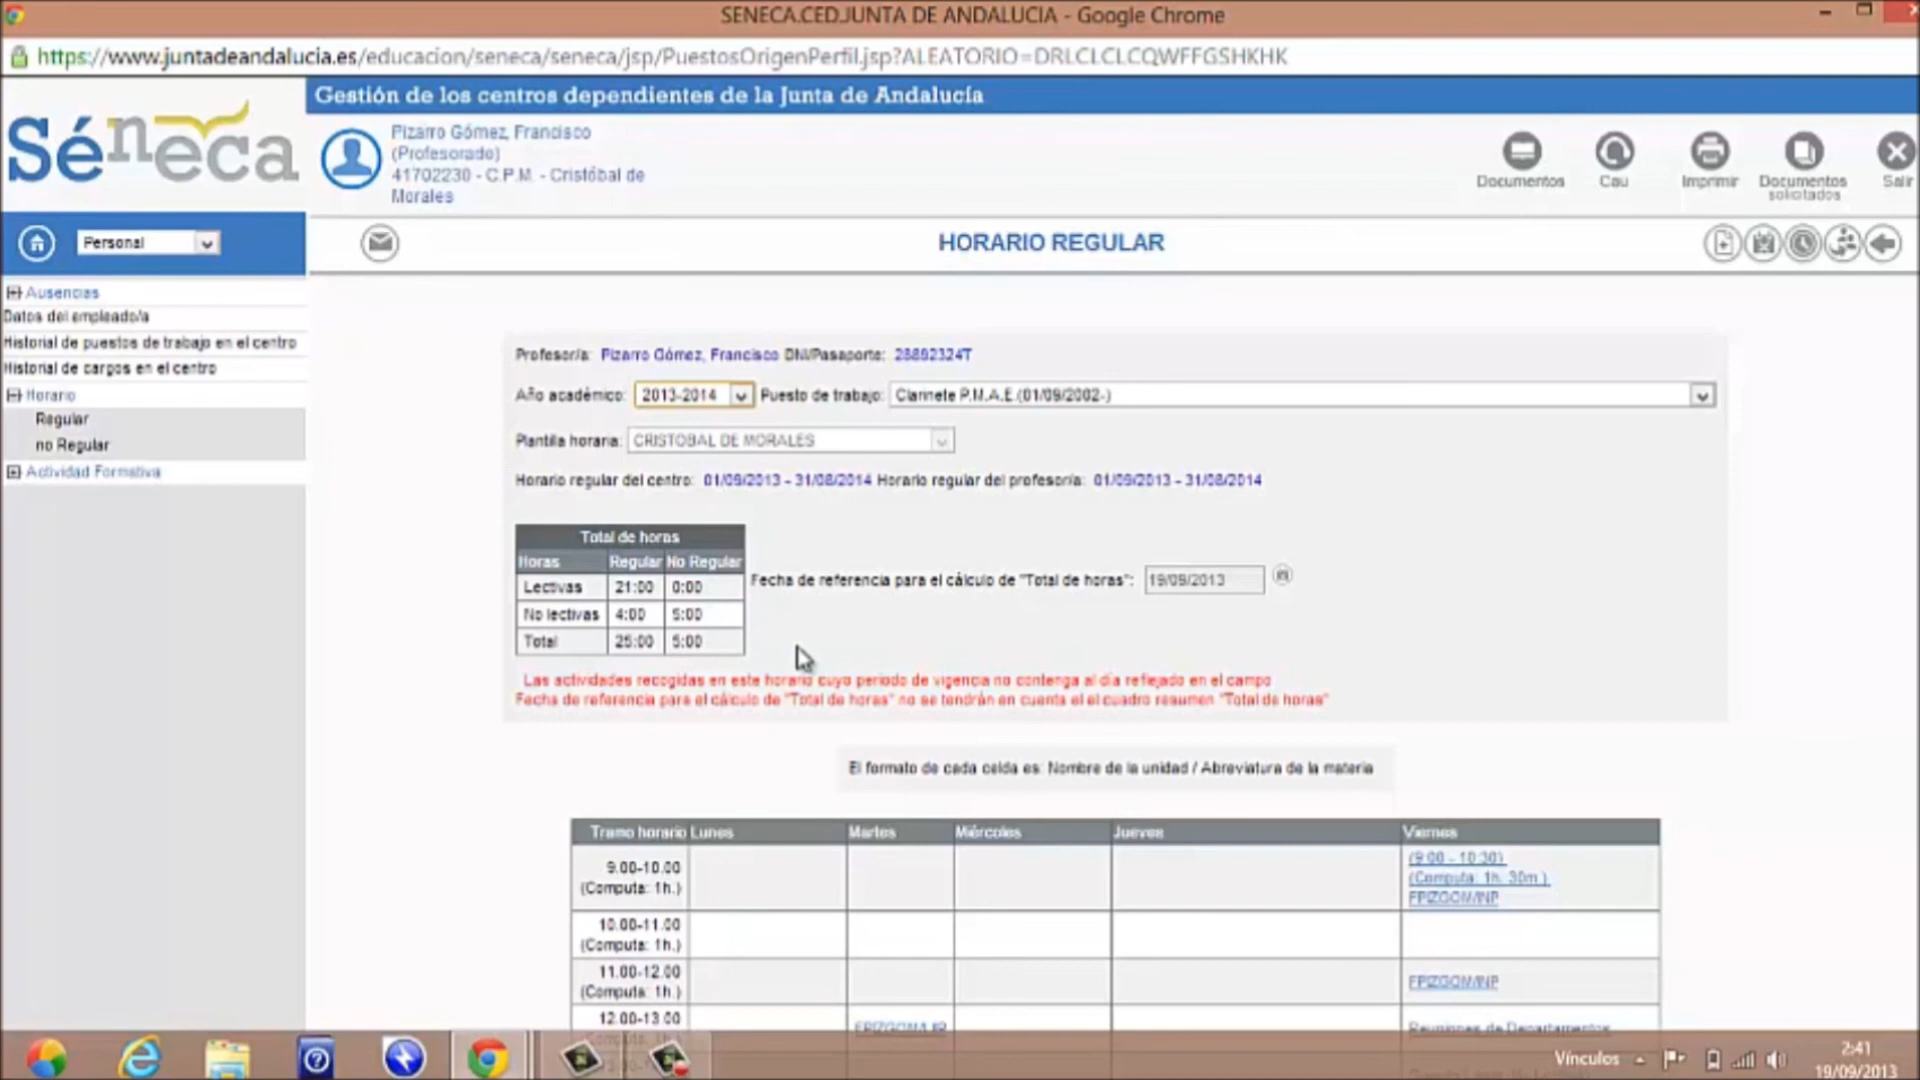 SENECA.CED.JUNTA DE ANDALUCIA - Google Chrome
https://www.juntadeandalucia.es/educacion/seneca/seneca/jsp/PuestosOrigenPerfil.jsp?ALEATORIO=DRLCLCLCQWFFGSHKHK
Séneca
Gestión de los centros dependientes de la Junta de Andalucía
Pizarro Gómez, Francisco
(Profesorado)
41702230 - C.P.M. - Cristóbal de
Morales
Documentos
Cau
Imprimir
Documentos
solicitados
Salir
Personal
HORARIO REGULAR
Ausencias
Datos del empleado/a
Historial de puestos de trabajo en el centro
Historial de cargos en el centro
Horario
Regular
no Regular
Actividad Formativa
Profesor/a: Pizarro Gómez, Francisco DNI/Pasaporte: 28892324T
Año académico: 2013-2014 Puesto de trabajo: Clarinete P.M.A.E.(01/09/2002-)
Plantilla horaria: CRISTOBAL DE MORALES
Horario regular del centro: 01/09/2013 - 31/08/2014 Horario regular del profesor/a: 01/09/2013 - 31/08/2014
Total de horas
Horas Regular No Regular
Lectivas 21:00 0:00
No lectivas 4:00 5:00
Total 25:00 5:00
Fecha de referencia para el cálculo de "Total de horas": 19/09/2013
Las actividades recogidas en este horario cuyo periodo de vigencia no contenga al día reflejado en el campo
Fecha de referencia para el cálculo de "Total de horas" no se tendrán en cuenta el el cuadro resumen "Total de horas"
El formato de cada celda es: Nombre de la unidad / Abreviatura de la materia
Tramo horario Lunes Martes Miércoles Jueves Viernes
9.00-10.00
(Computa: 1h.)
(9:00 - 10:30)
(Computa: 1h. 30m.)
FPIZGOM/INP
10.00-11.00
(Computa: 1h.)
11.00-12.00
(Computa: 1h.)
FPIZGOM/INP
12.00-13.00
Reuniones de Departamentos
Vínculos
2:41
19/09/2013